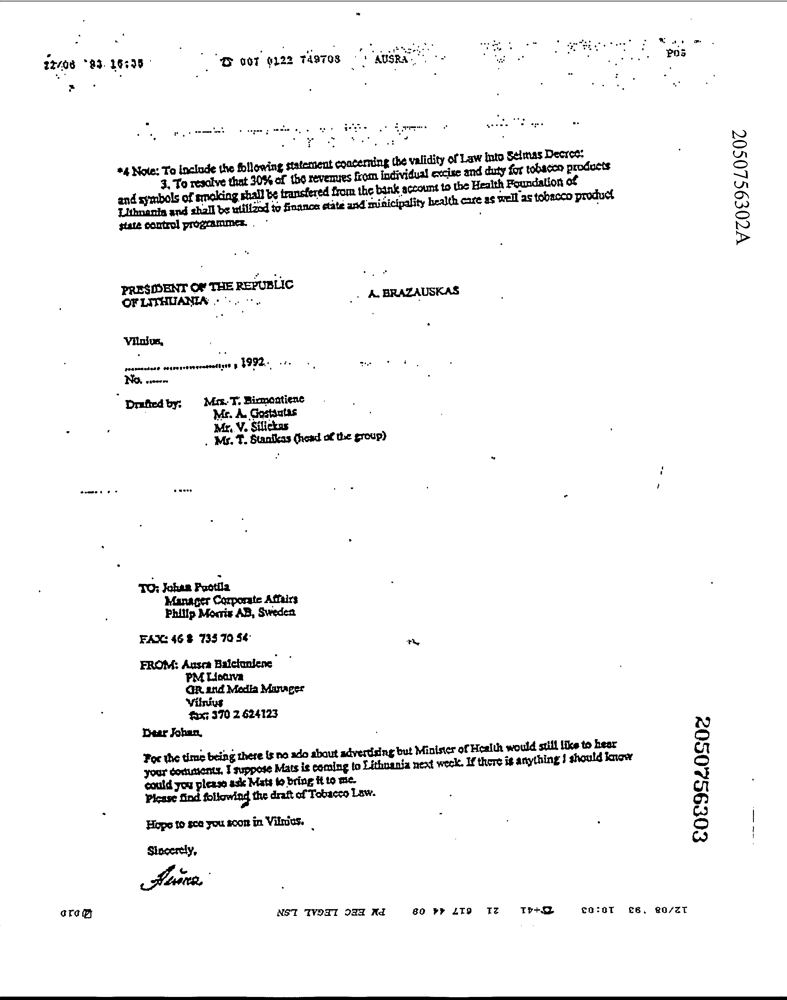 12/08 '93 16:35 ☎ 007 0122 749708 AUSRA P05
2050756302A
*4 Note: To include the following statement concerning the validity of Law into Seimas Decree:
3. To resolve that 30% of the revenues from individual excise and duty for tobacco products
and symbols of smoking shall be transfered from the bank account to the Health Foundation of
Lithuania and shall be utilized to finance state and minicipality health care as well as tobacco product
state control programmes.
PRESIDENT OF THE REPUBLIC
OF LITHUANIA A. BRAZAUSKAS
Vilnius,
........ ................, 1992
No. ......
Drafted by: Mrs. T. Birmontiene
Mr. A. Gostautas
Mr. V. Silickas
Mr. T. Stanikas (head of the group)
TO: Johan Puotila
Manager Corporate Affairs
Philip Morris AB, Sweden
FAX: 46 8 735 70 54
FROM: Ausra Balciuniene
PM Lietuva
GR and Media Manager
Vilnius
fax: 370 2 624123
Dear Johan,
For the time being there is no ado about advertising but Minister of Health would still like to hear
your comments. I suppose Mats is coming to Lithuania next week. If there is anything I should know
could you please ask Mats to bring it to me.
Please find following the draft of Tobacco Law.
Hope to see you soon in Vilnius.
Sincerely,
2050756303
12/08 '93 10:03 ☎+41 21 617 44 09 PM EEC LEGAL LSN 010